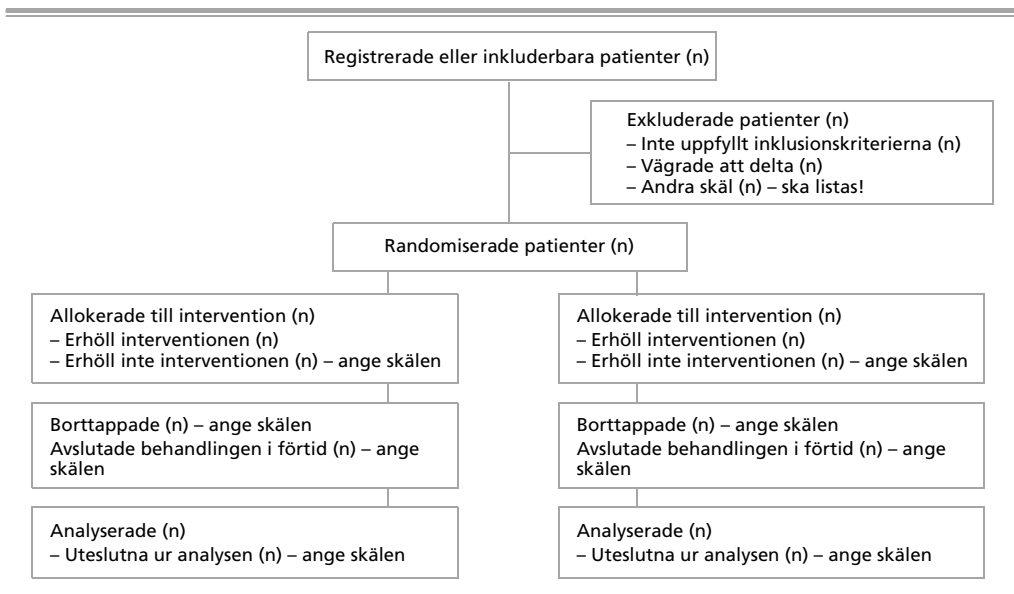 Registrerade eller inkluderbara patienter (n)
Exkluderade patienter (n)
– Inte uppfyllt inklusionskriterierna (n)
– Vägrade att delta (n)
– Andra skäl (n) – ska listas!
Randomiserade patienter (n)
Allokerade till intervention (n)
– Erhöll interventionen (n)
– Erhöll inte interventionen (n) – ange skälen
Allokerade till intervention (n)
– Erhöll interventionen (n)
– Erhöll inte interventionen (n) – ange skälen
Borttappade (n) – ange skälen
Avslutade behandlingen i förtid (n) – ange
skälen
Borttappade (n) – ange skälen
Avslutade behandlingen i förtid (n) – ange
skälen
Analyserade (n)
– Uteslutna ur analysen (n) – ange skälen
Analyserade (n)
– Uteslutna ur analysen (n) – ange skälen